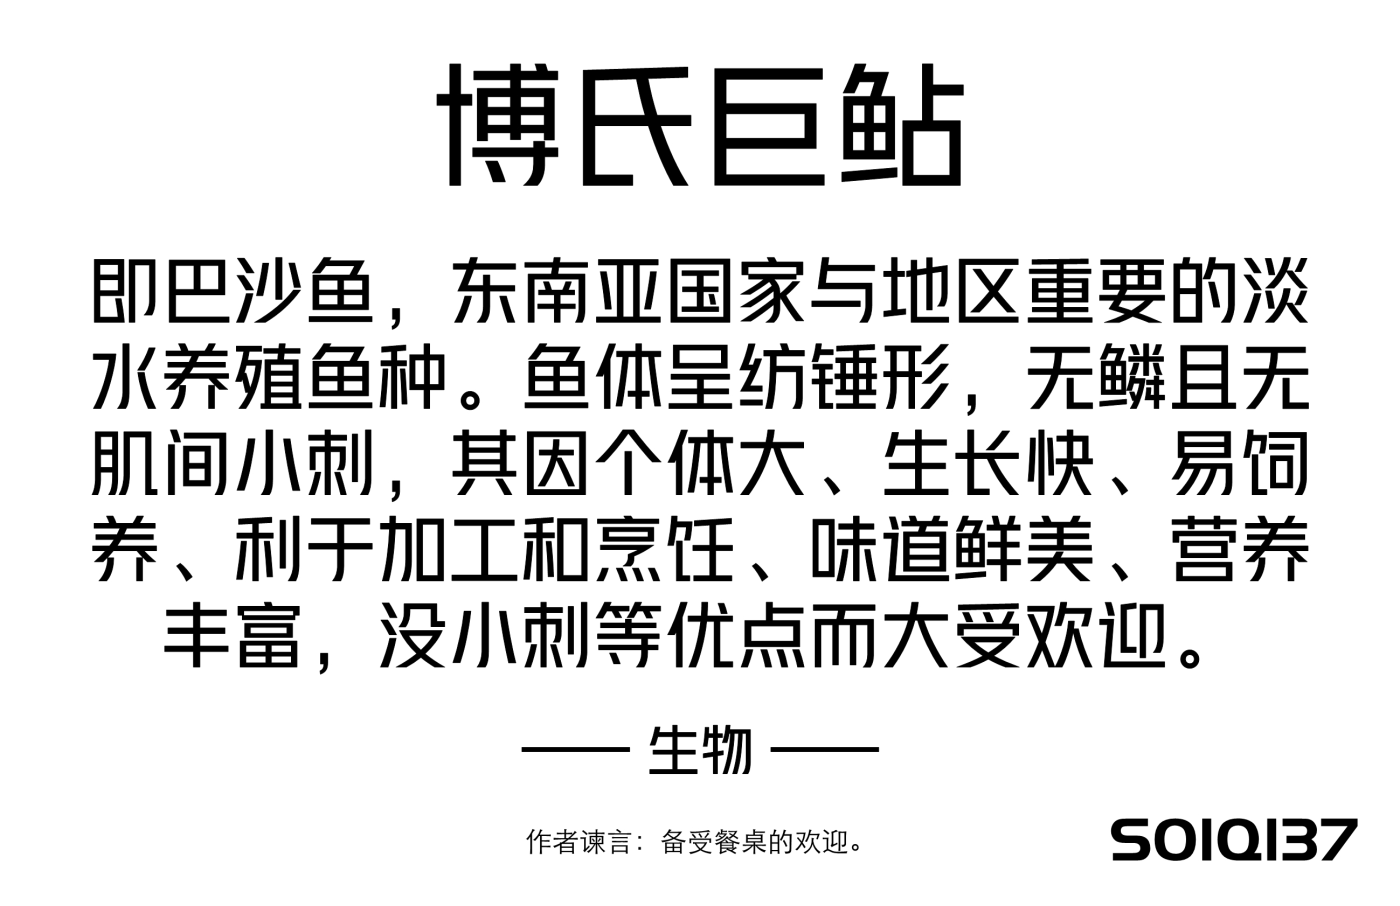 博氏巨鲇
即巴沙鱼，东南亚国家与地区重要的淡
水养殖鱼种。鱼体呈纺锤形，无鳞且无
肌间小刺，其因个体大、生长快、易饲
养、利于加工和烹饪、味道鲜美、营养
丰富，没小刺等优点而大受欢迎。
—— 生物 ——
作者谏言：备受餐桌的欢迎。
SO1Q137